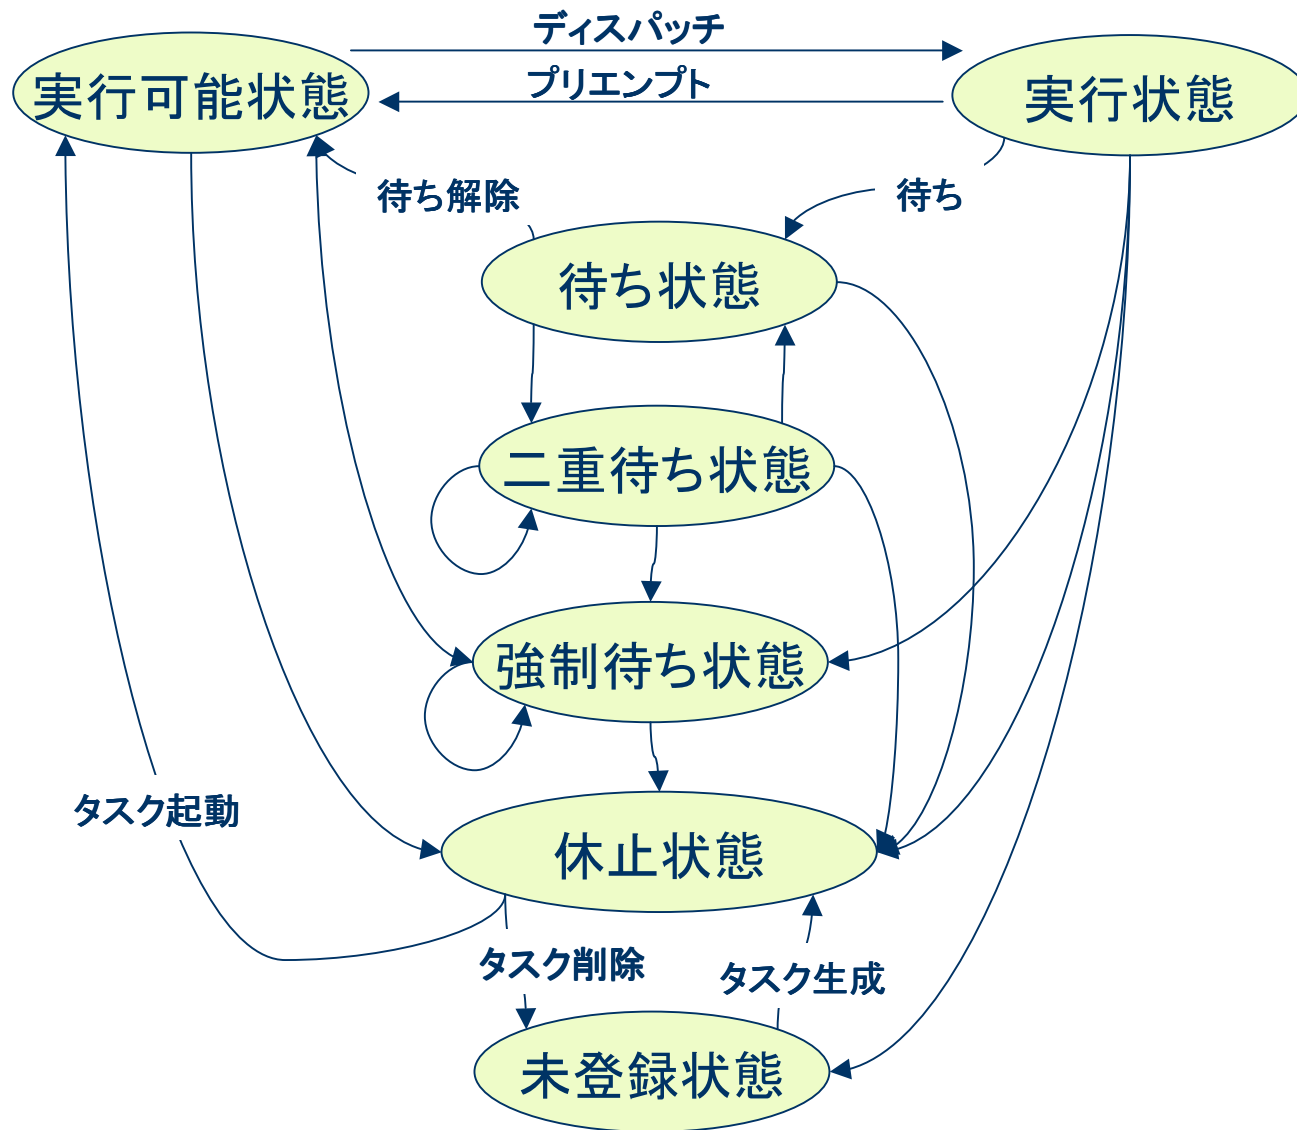 ディスパッチ
実行可能状態
プリエンプト
実行状態
待ち解除
待ち
待ち状態
二重待ち状態
強制待ち状態
タスク起動
休止状態
タスク削除
タスク生成
未登録状態